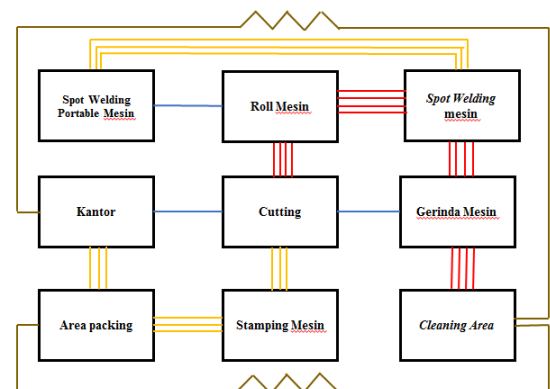 Spot Welding
Portable Mesin
Roll Mesin
Spot Welding
mesin
Kantor
Cutting
Gerinda Mesin
Area packing
Stamping Mesin
Cleaning Area